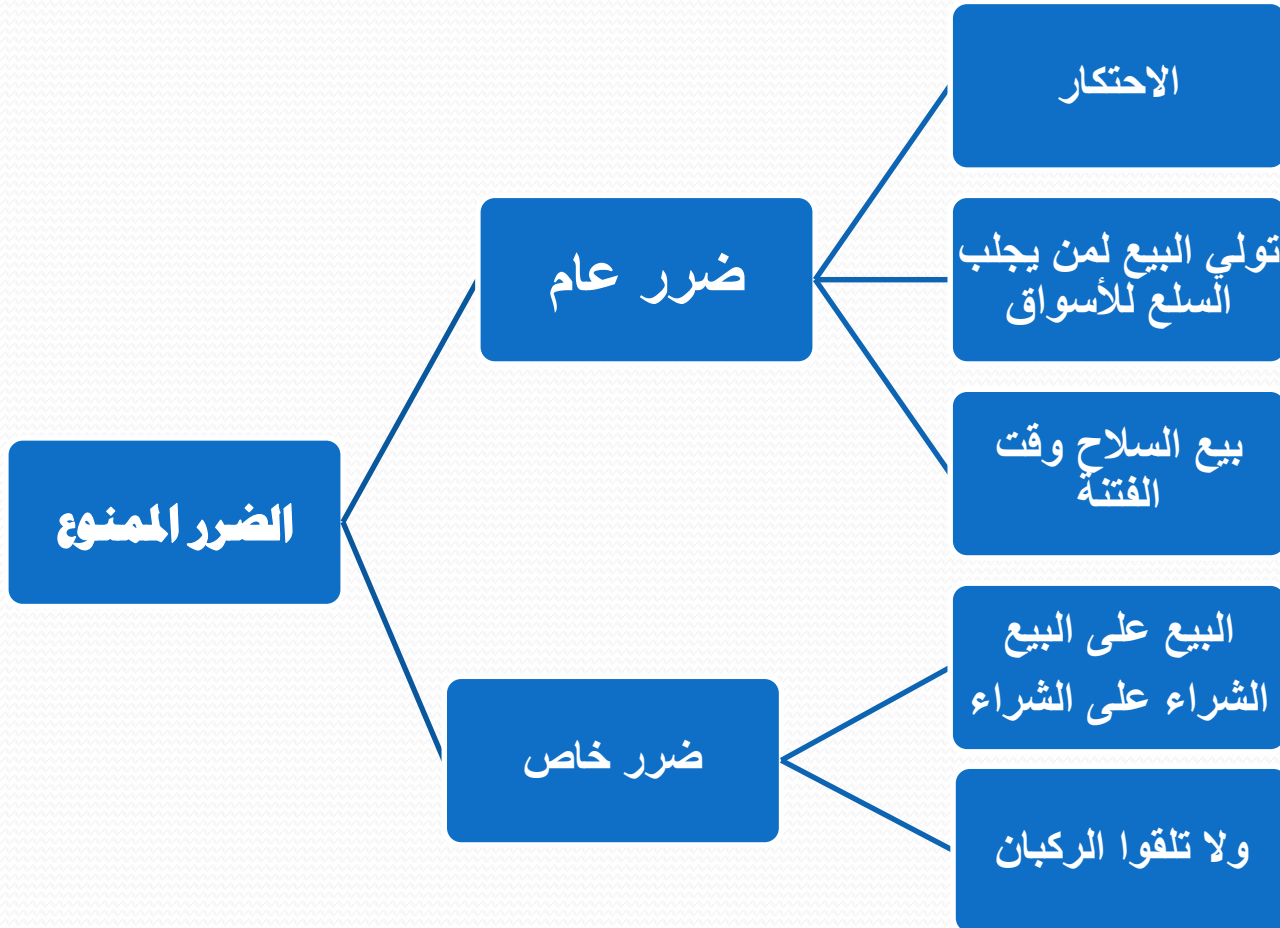 الضرر الممنوع
ضرر عام
الاحتكار
تولي البيع لمن يجلب
السلع للأسواق
بيع السلاح وقت
الفتنة
ضرر خاص
البيع على البيع
الشراء على الشراء
ولا تلقوا الركبان